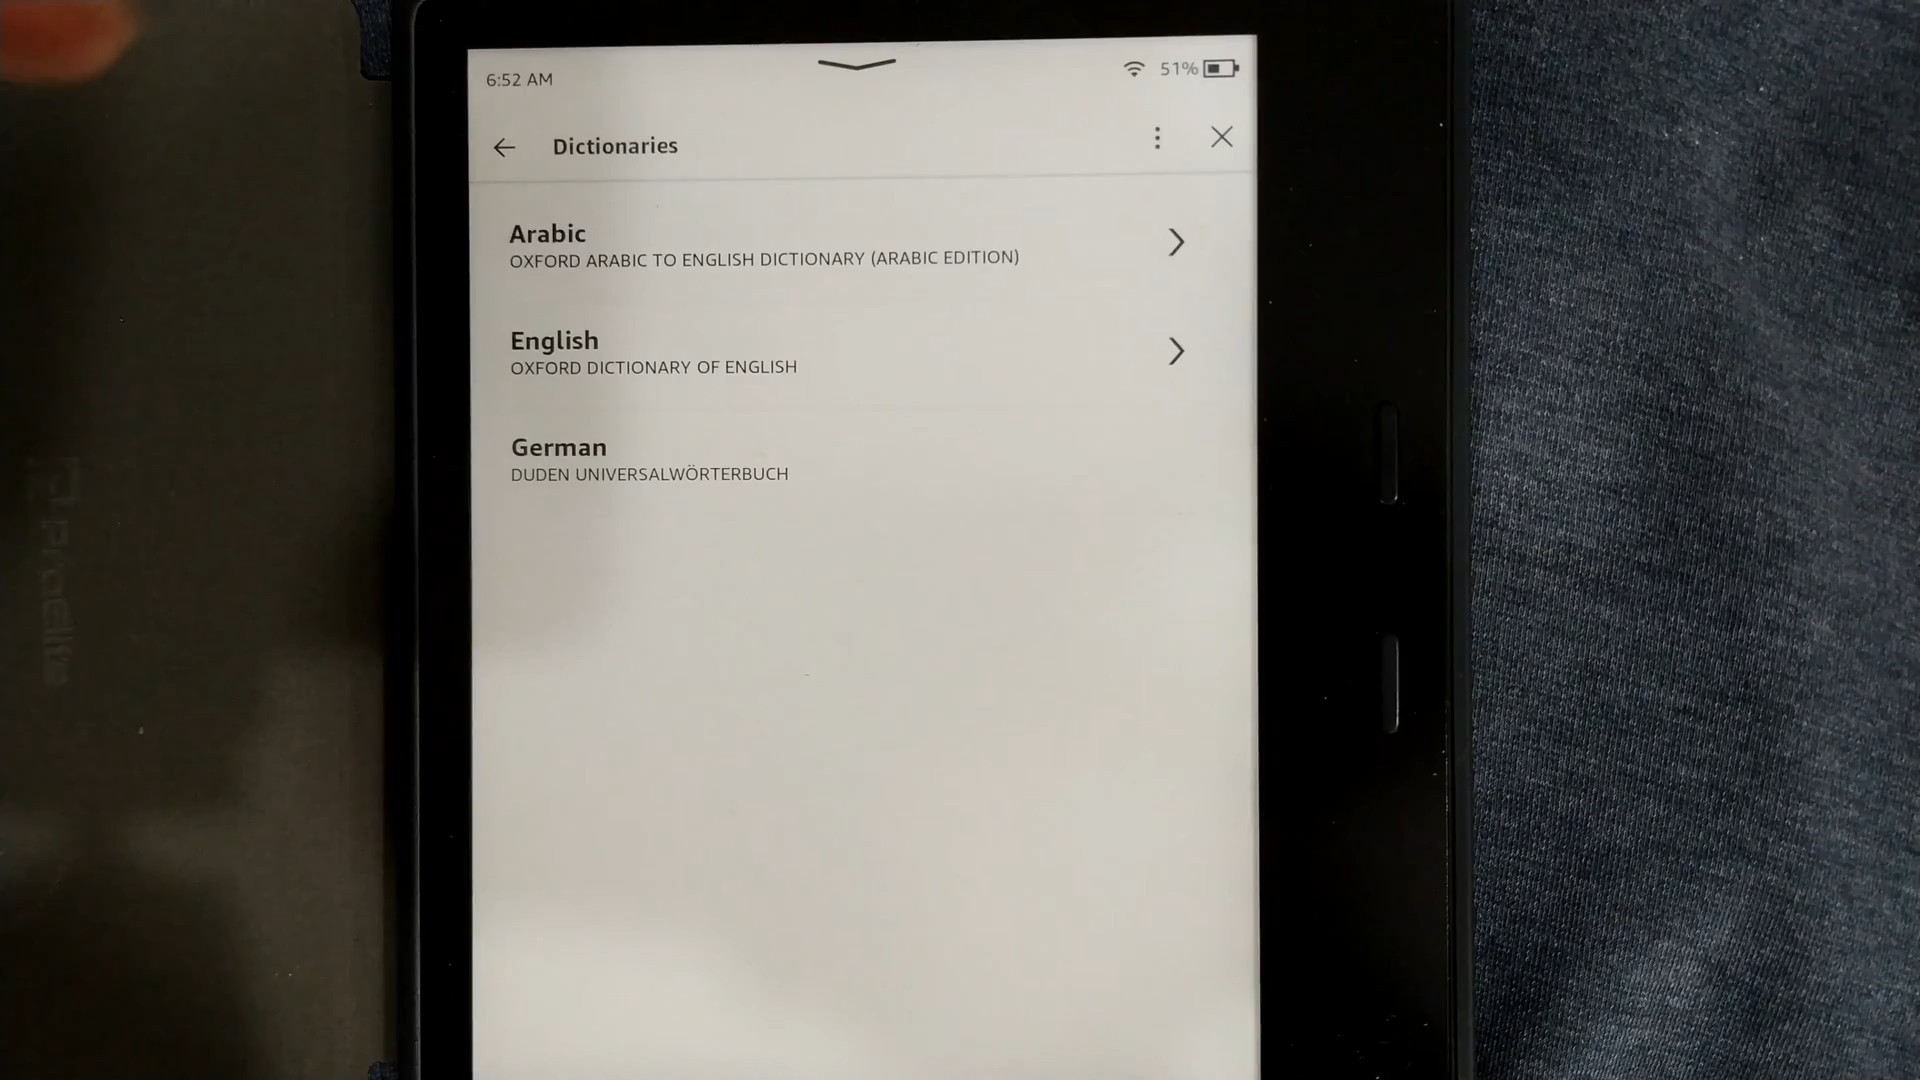 6:52 AM
51%
Dictionaries
Arabic
OXFORD ARABIC TO ENGLISH DICTIONARY (ARABIC EDITION)
English
OXFORD DICTIONARY OF ENGLISH
German
DUDEN UNIVERSALWÖRTERBUCH